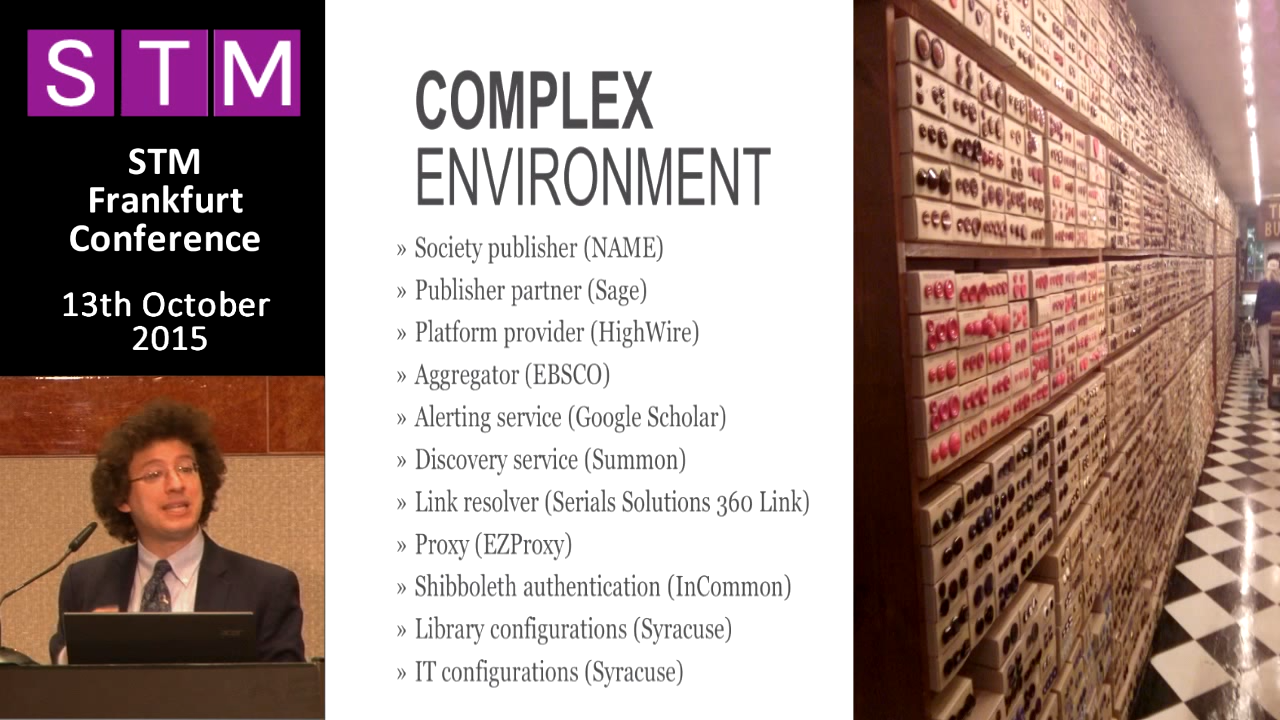 STM
STM
Frankfurt
Conference
13th October
2015
COMPLEX
ENVIRONMENT
» Society publisher (NAME)
» Publisher partner (Sage)
» Platform provider (HighWire)
» Aggregator (EBSCO)
» Alerting service (Google Scholar)
» Discovery service (Summon)
» Link resolver (Serials Solutions 360 Link)
» Proxy (EZProxy)
» Shibboleth authentication (InCommon)
» Library configurations (Syracuse)
» IT configurations (Syracuse)
acer